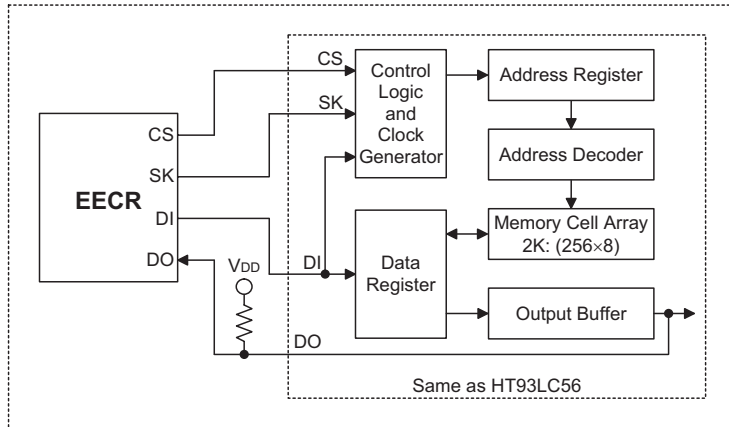 EECR
CS
SK
DI
DO
VDD
CS
SK
DI
DO
Control
Logic
and
Clock
Generator
Address Register
Address Decoder
Memory Cell Array
2K: (256×8)
Data
Register
Output Buffer
Same as HT93LC56